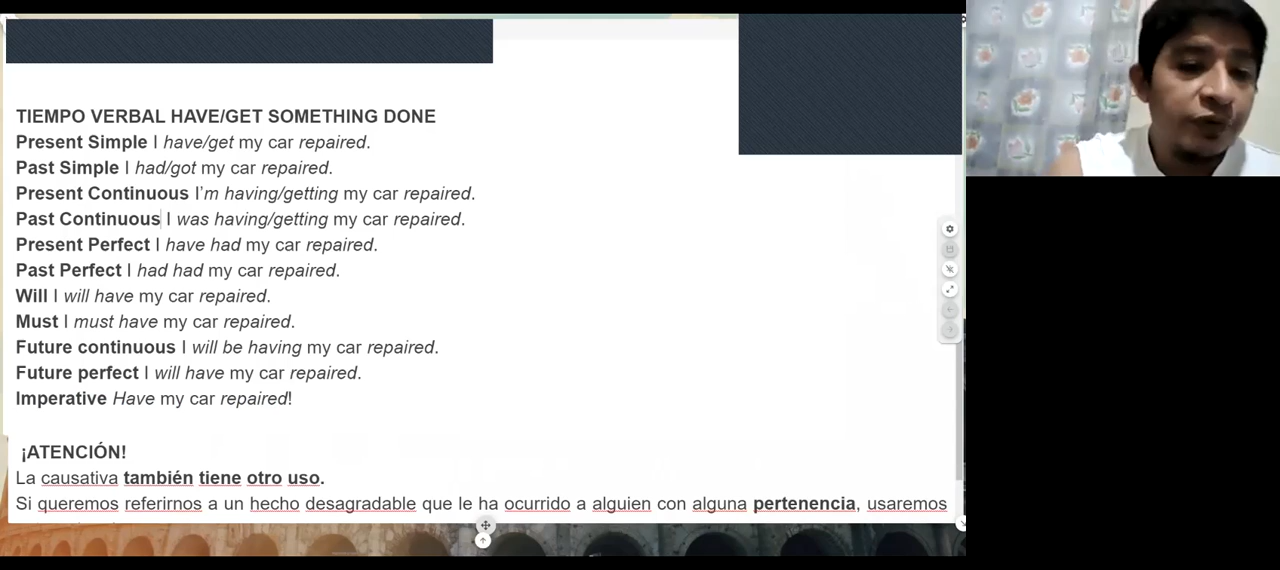 TIEMPO VERBAL HAVE/GET SOMETHING DONE
Present Simple I have/get my car repaired.
Past Simple I had/got my car repaired.
Present Continuous I'm having/getting my car repaired.
Past Continuous I was having/getting my car repaired.
Present Perfect I have had my car repaired.
Past Perfect I had had my car repaired.
Will I will have my car repaired.
Must I must have my car repaired.
Future continuous I will be having my car repaired.
Future perfect I will have my car repaired.
Imperative Have my car repaired!
¡ATENCIÓN!
La causativa también tiene otro uso.
Si queremos referirnos a un hecho desagradable que le ha ocurrido a alguien con alguna pertenencia, usaremos